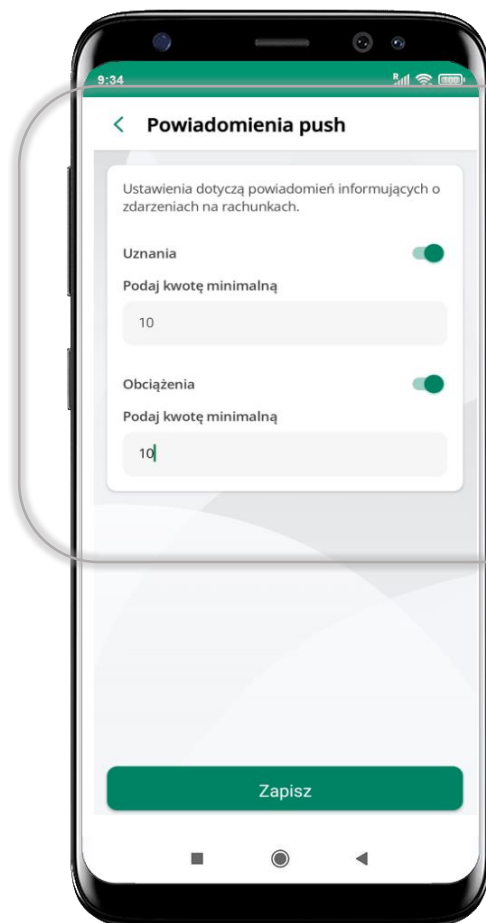 9:34
Powiadomienia push
Ustawienia dotyczą powiadomień informujących o
zdarzeniach na rachunkach.
Uznania
Podaj kwotę minimalną
10
Obciążenia
Podaj kwotę minimalną
10
Zapisz